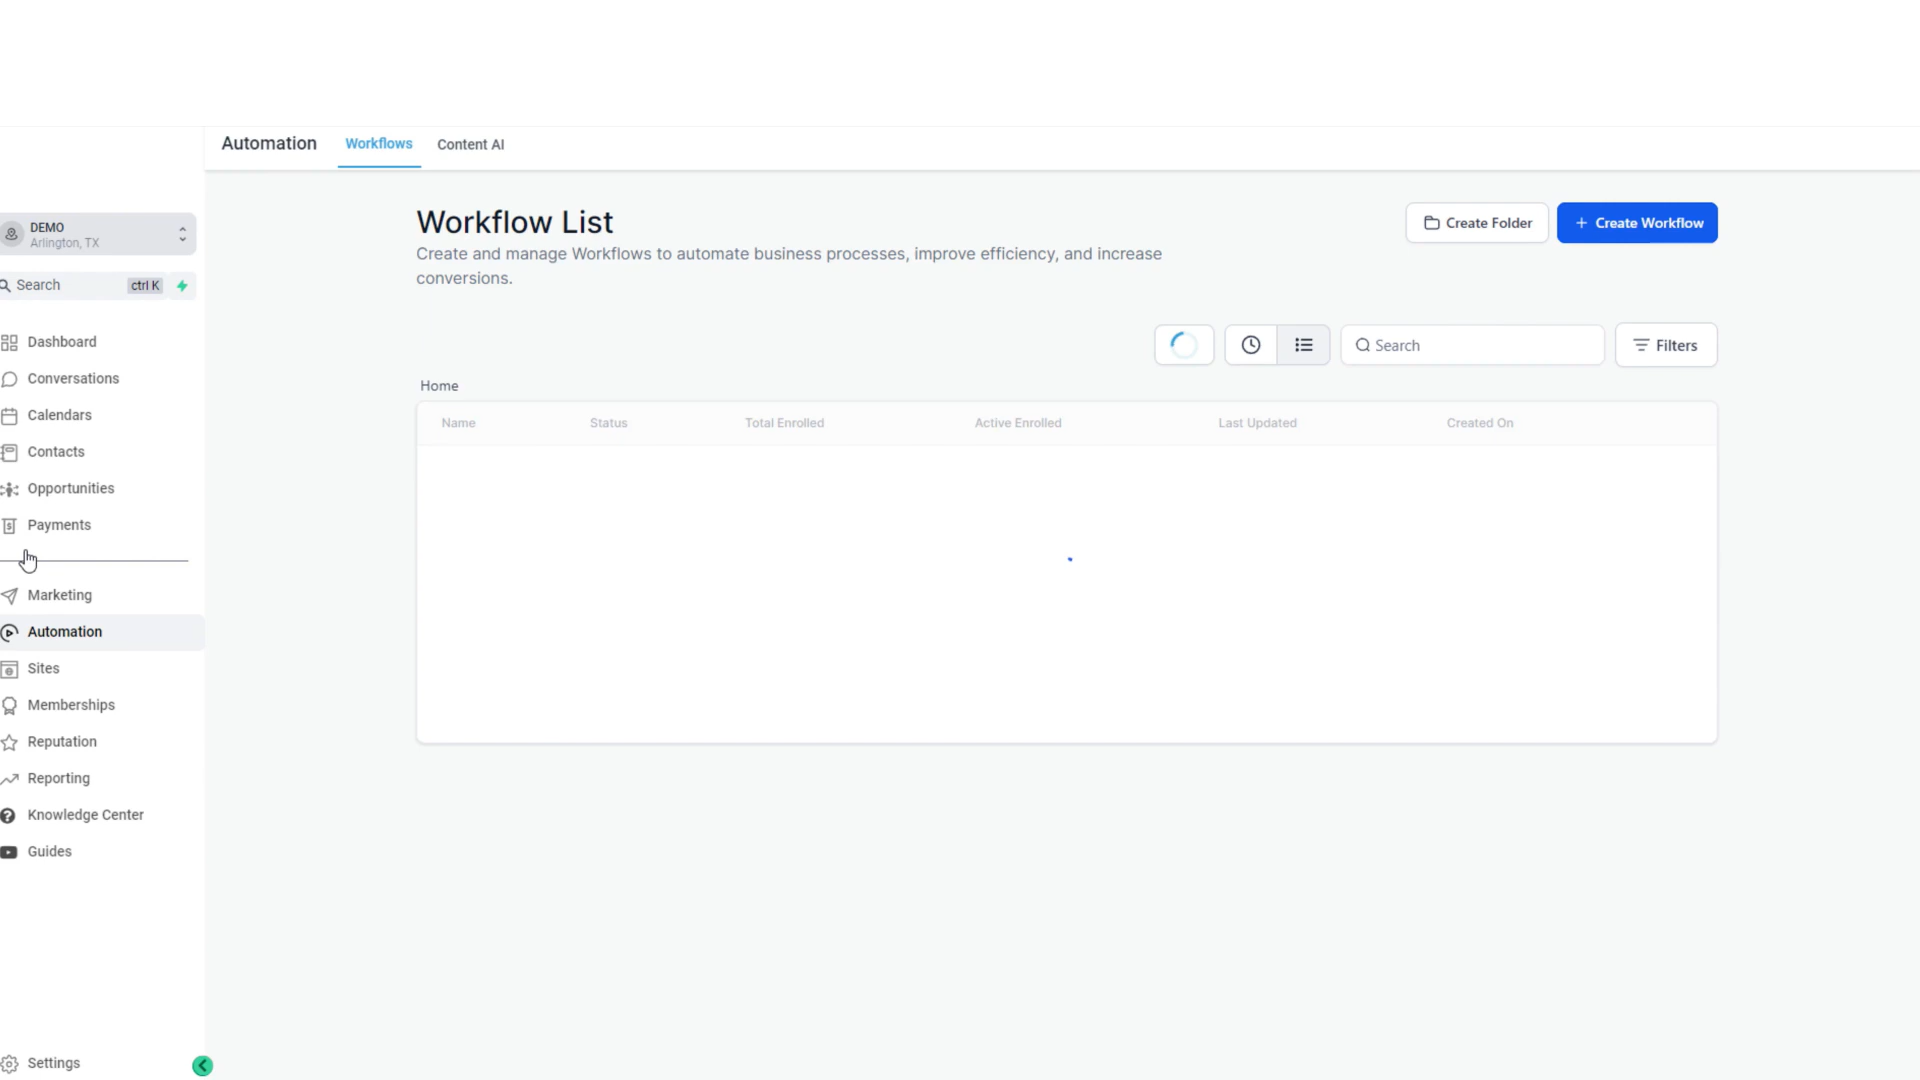 Automation
Workflows
Content AI
DEMO
Arlington, TX
Search
ctrl K
Dashboard
Conversations
Calendars
Contacts
Opportunities
Payments
Marketing
Automation
Sites
Memberships
Reputation
Reporting
Knowledge Center
Guides
Settings
Workflow List
Create and manage Workflows to automate business processes, improve efficiency, and increase
conversions.
Create Folder
+ Create Workflow
Search
Filters
Home
Name
Status
Total Enrolled
Active Enrolled
Last Updated
Created On